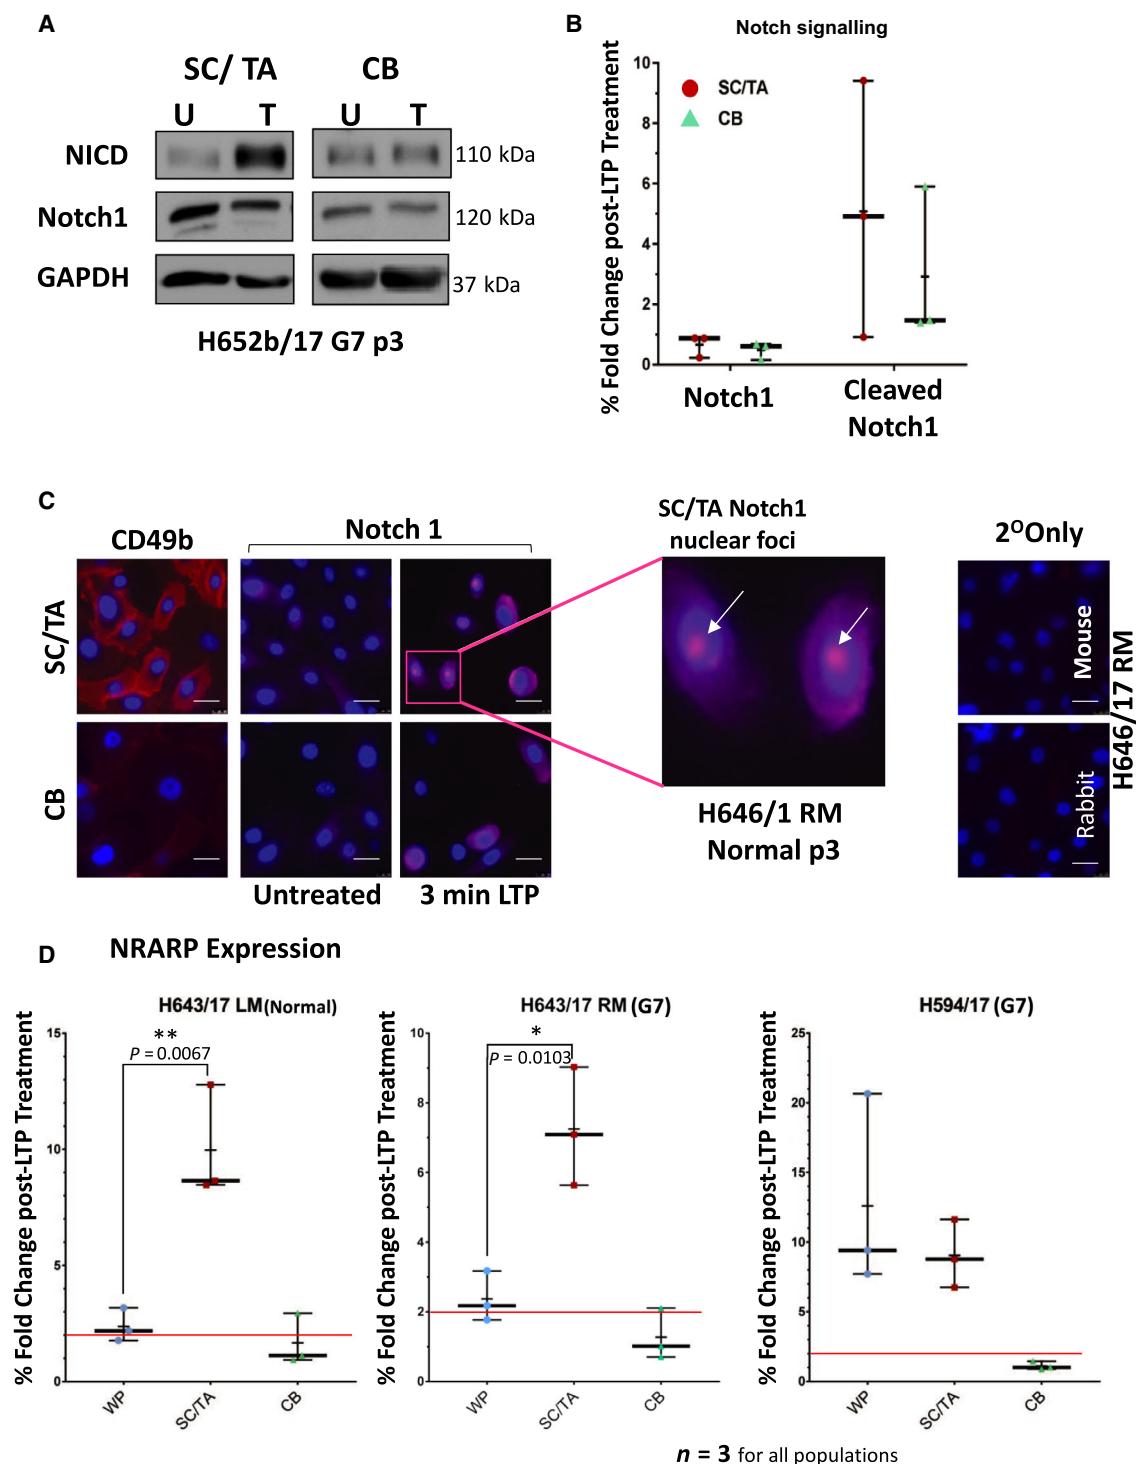 A
SC/ TA
CB
U
T
U
T
NICD
110 kDa
Notch1
120 kDa
GAPDH
37 kDa
H652b/17 G7 p3
B
Notch signalling
% Fold Change post-LTP Treatment
10
8
6
4
2
0
SC/TA
CB
Notch1
Cleaved
Notch1
C
CD49b
Notch 1
SC/TA
CB
Untreated
3 min LTP
SC/TA Notch1
nuclear foci
H646/1 RM
Normal p3
2O Only
Mouse
Rabbit
H646/17 RM
D
NRARP Expression
H643/17 LM (Normal)
% Fold Change post-LTP Treatment
15
10
5
0
**
P = 0.0067
WP
SC/TA
CB
H643/17 RM (G7)
% Fold Change post-LTP Treatment
10
8
6
4
2
0
*
P = 0.0103
WP
SC/TA
CB
H594/17 (G7)
% Fold Change post-LTP Treatment
25
20
15
10
5
0
WP
SC/TA
CB
n = 3 for all populations